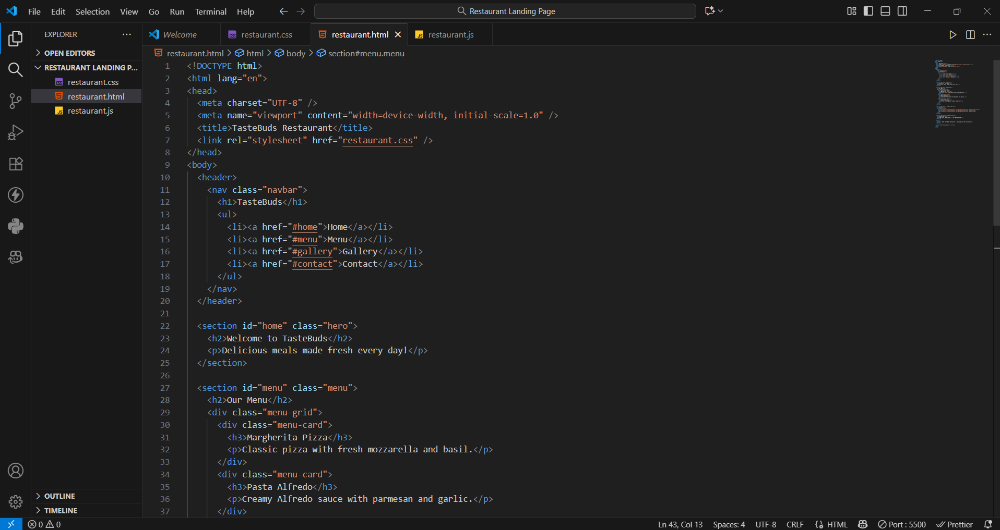 File Edit Selection View Go Run Terminal Help Restaurant Landing Page
EXPLORER
OPEN EDITORS
RESTAURANT LANDING P...
restaurant.css
restaurant.html
restaurant.js
OUTLINE
TIMELINE
Welcome restaurant.css restaurant.html restaurant.js
restaurant.html > html > body > section#menu.menu
1 <!DOCTYPE html>
2 <html lang="en">
3 <head>
4 <meta charset="UTF-8" />
5 <meta name="viewport" content="width=device-width, initial-scale=1.0" />
6 <title>TasteBuds Restaurant</title>
7 <link rel="stylesheet" href="restaurant.css" />
8 </head>
9 <body>
10 <header>
11 <nav class="navbar">
12 <h1>TasteBuds</h1>
13 <ul>
14 <li><a href="#home">Home</a></li>
15 <li><a href="#menu">Menu</a></li>
16 <li><a href="#gallery">Gallery</a></li>
17 <li><a href="#contact">Contact</a></li>
18 </ul>
19 </nav>
20 </header>
21
22 <section id="home" class="hero">
23 <h2>Welcome to TasteBuds</h2>
24 <p>Delicious meals made fresh every day!</p>
25 </section>
26
27 <section id="menu" class="menu">
28 <h2>Our Menu</h2>
29 <div class="menu-grid">
30 <div class="menu-card">
31 <h3>Margherita Pizza</h3>
32 <p>Classic pizza with fresh mozzarella and basil.</p>
33 </div>
34 <div class="menu-card">
35 <h3>Pasta Alfredo</h3>
36 <p>Creamy Alfredo sauce with parmesan and garlic.</p>
37 </div>
0 0 Ln 43, Col 13 Spaces: 4 UTF-8 CRLF HTML Port : 5500 Prettier